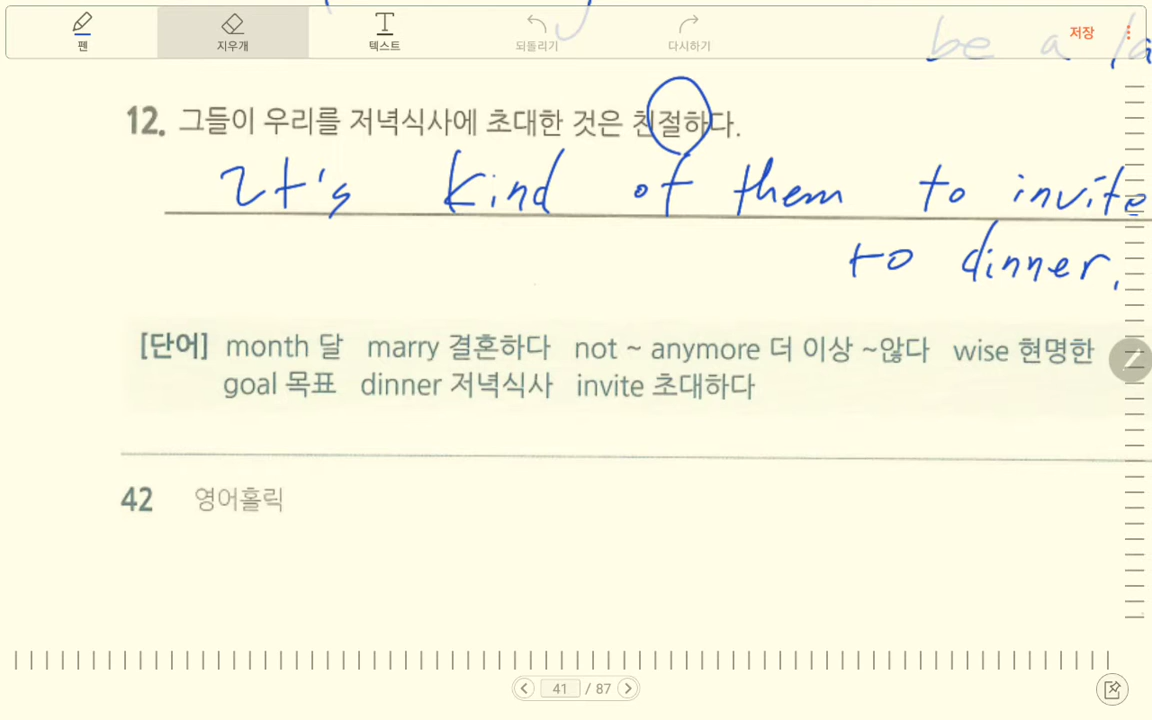 be a la
펜 지우개 텍스트 되돌리기 다시하기 저장
12. 그들이 우리를 저녁식사에 초대한 것은 친절하다.
It's kind of them to invite
to dinner.
[단어] month 달 marry 결혼하다 not ~ anymore 더 이상 ~않다 wise 현명한
goal 목표 dinner 저녁식사 invite 초대하다
42 영어홀릭
41 / 87